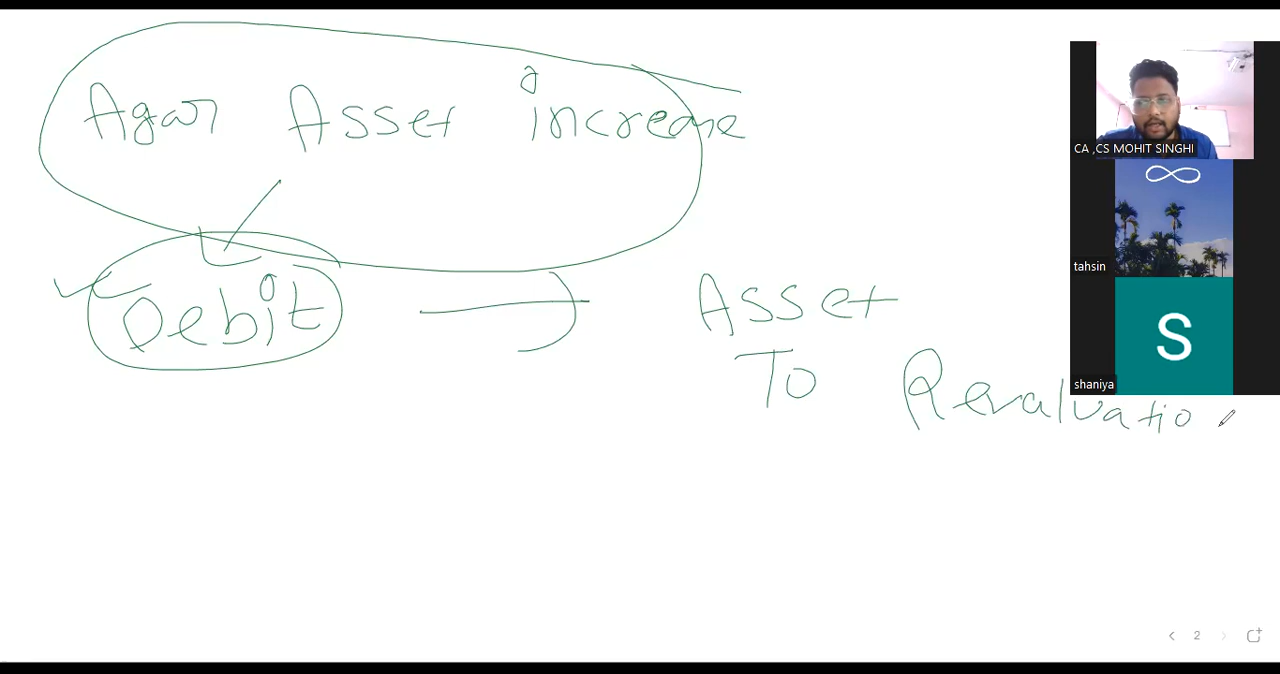 Agar Asset increase
Debit → Asset
To Revaluatio
CA ,CS MOHIT SINGHI
tahsin
S
shaniya
2